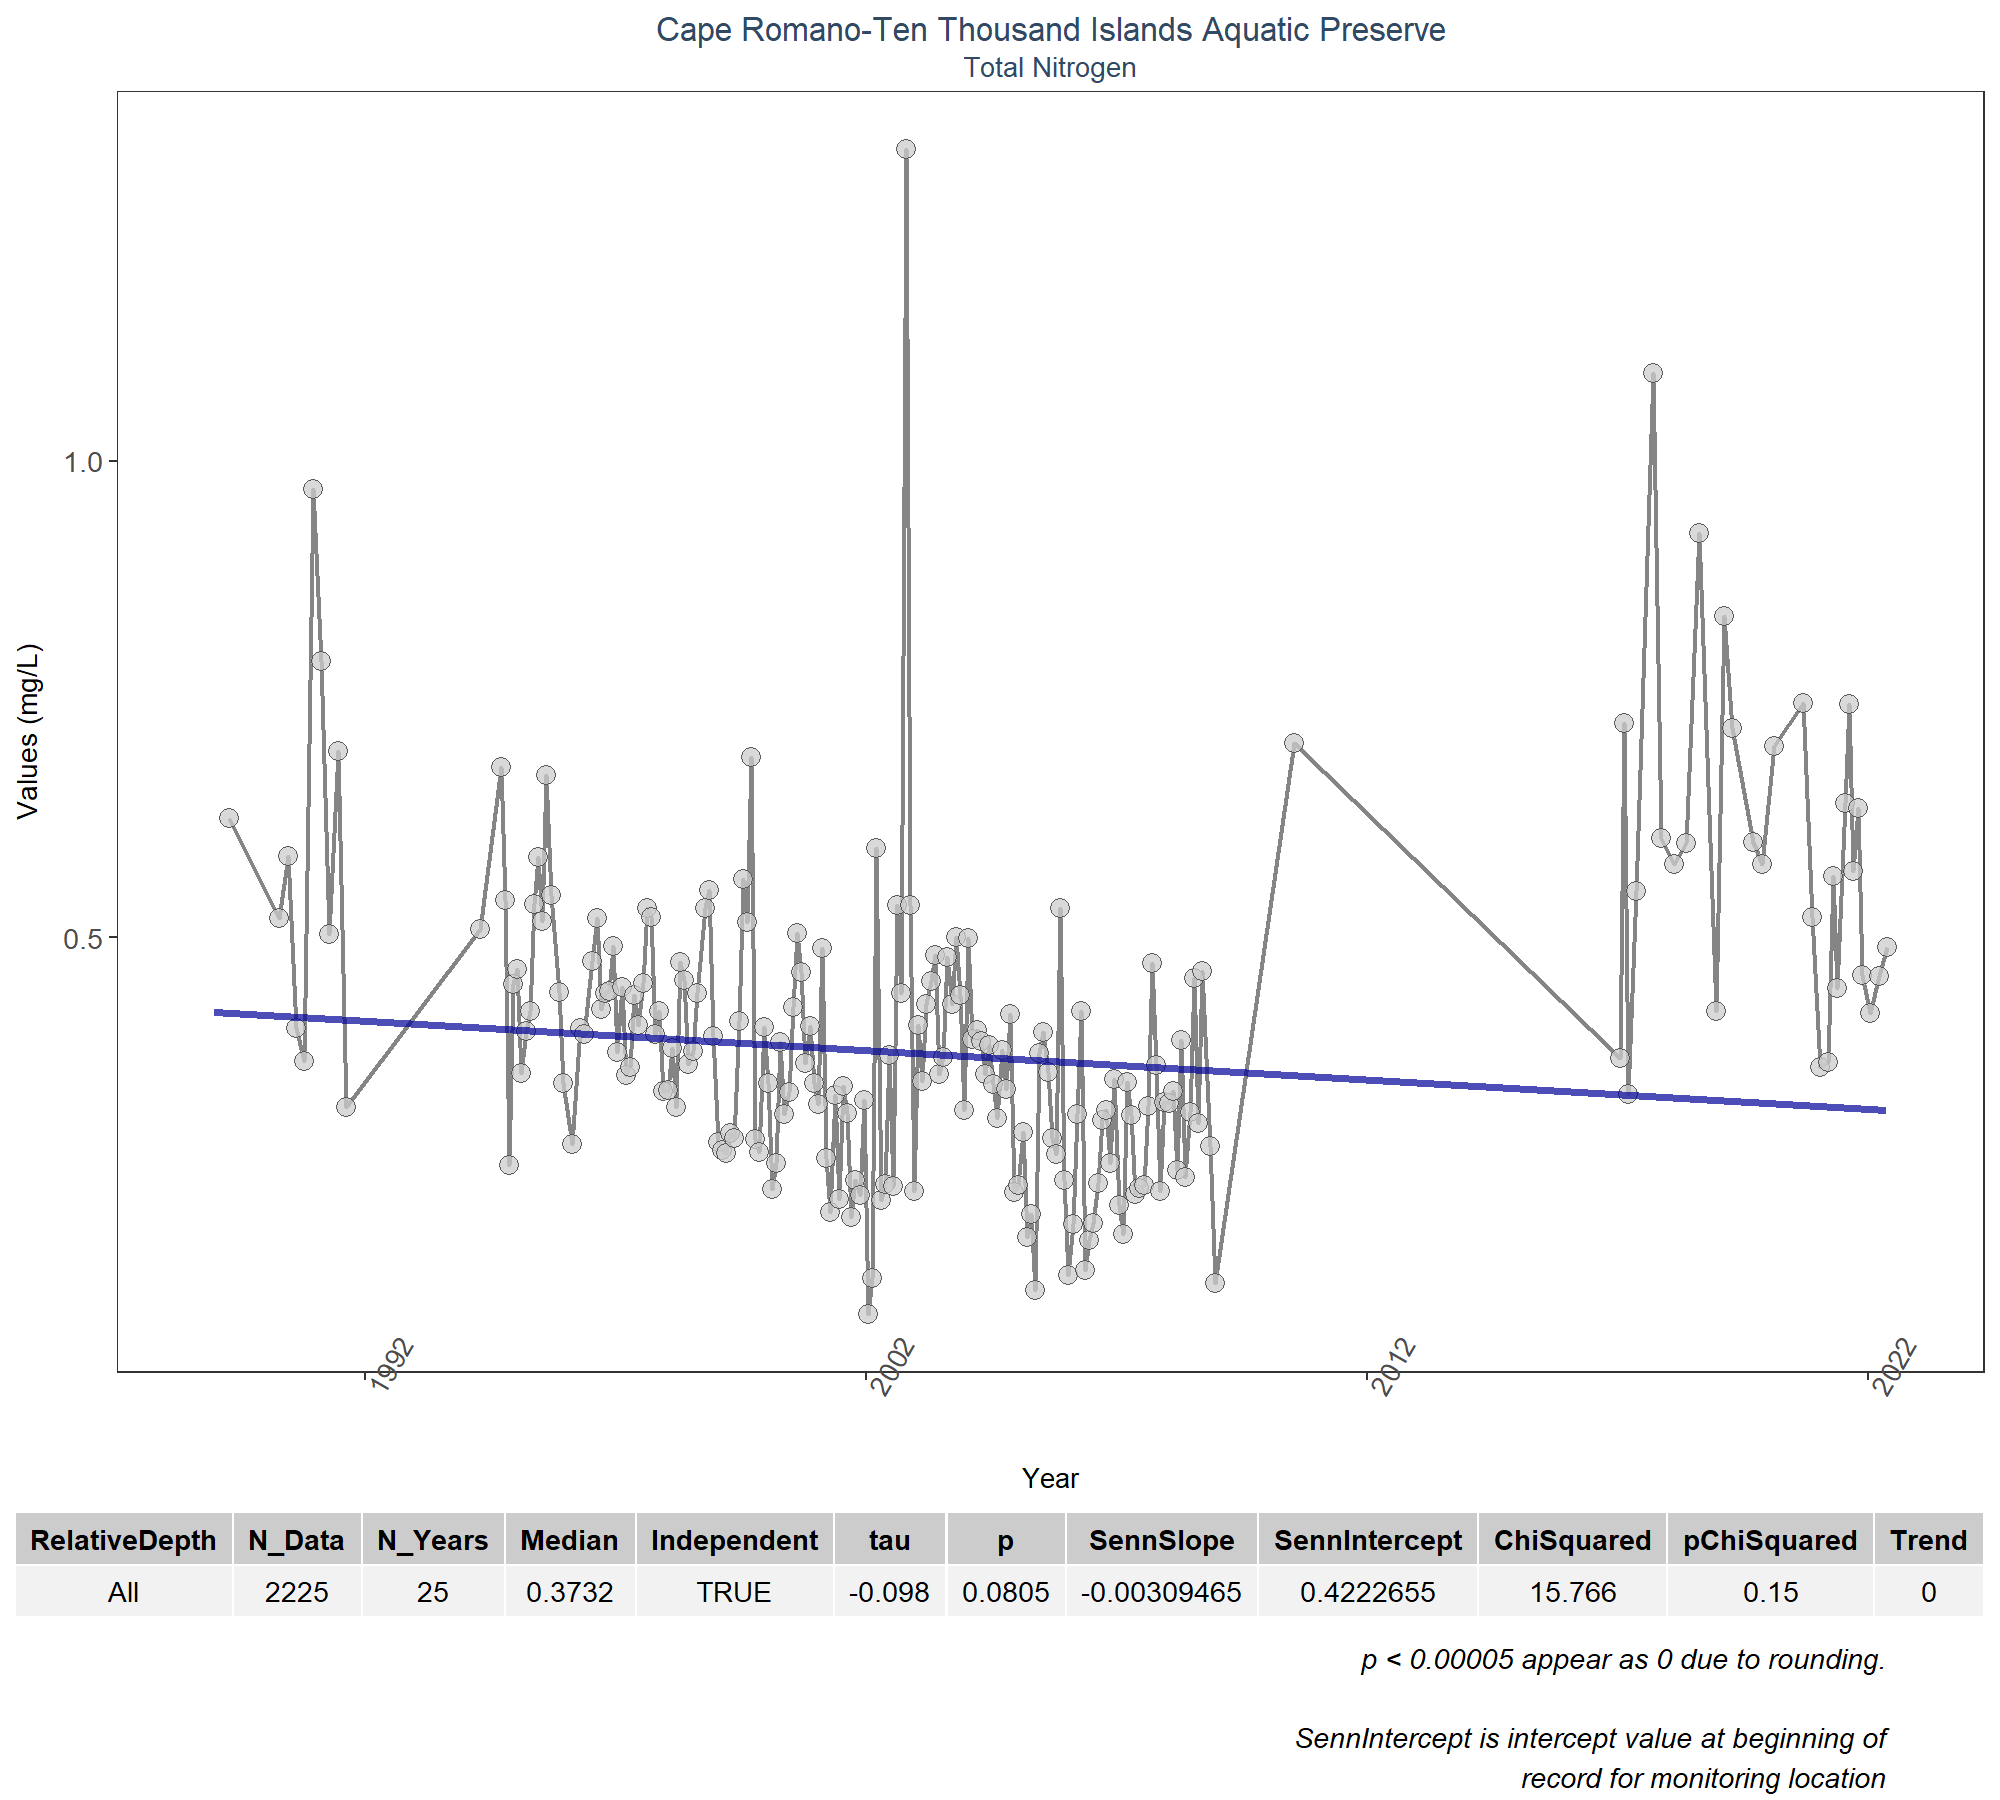 Cape Romano-Ten Thousand Islands Aquatic Preserve
Total Nitrogen
Values (mg/L)
1.0
0.5
1992
2002
2012
2022
Year
RelativeDepth N_Data N_Years Median Independent tau p SennSlope SennIntercept ChiSquared pChiSquared Trend
All 2225 25 0.3732 TRUE -0.098 0.0805 -0.00309465 0.4222655 15.766 0.15 0
p < 0.00005 appear as 0 due to rounding.
SennIntercept is intercept value at beginning of
record for monitoring location